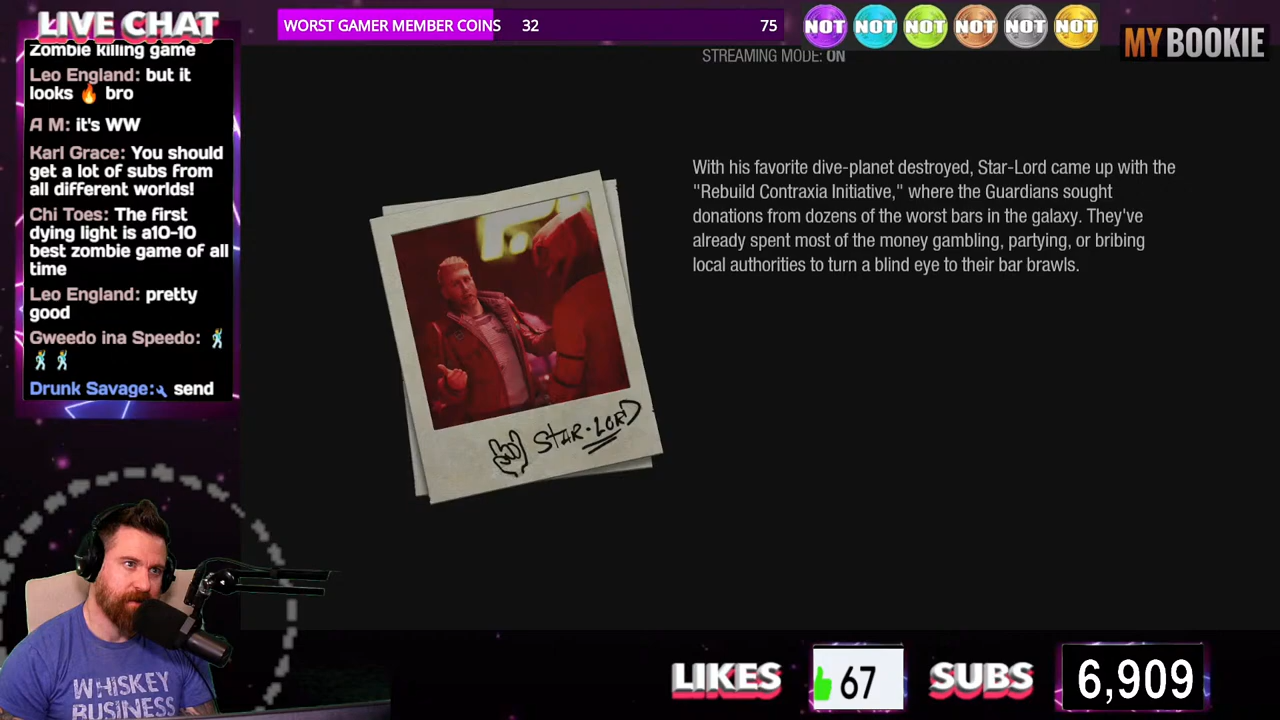 LIVE CHAT
WORST GAMER MEMBER COINS 32 75
NOT NOT NOT NOT NOT NOT
MYBOOKIE
STREAMING MODE: ON
Zombie killing game
Leo England: but it
looks 🔥 bro
A M: it's WW
Karl Grace: You should
get a lot of subs from
all different worlds!
Chi Toes: The first
dying light is a10-10
best zombie game of all
time
Leo England: pretty
good
Gweedo ina Speedo: 🕺
🕺 🕺
Drunk Savage: send
With his favorite dive-planet destroyed, Star-Lord came up with the
"Rebuild Contraxia Initiative," where the Guardians sought
donations from dozens of the worst bars in the galaxy. They've
already spent most of the money gambling, partying, or bribing
local authorities to turn a blind eye to their bar brawls.
STAR-LORD
WHISKEY
BUSINESS
LIKES 67 SUBS 6,909